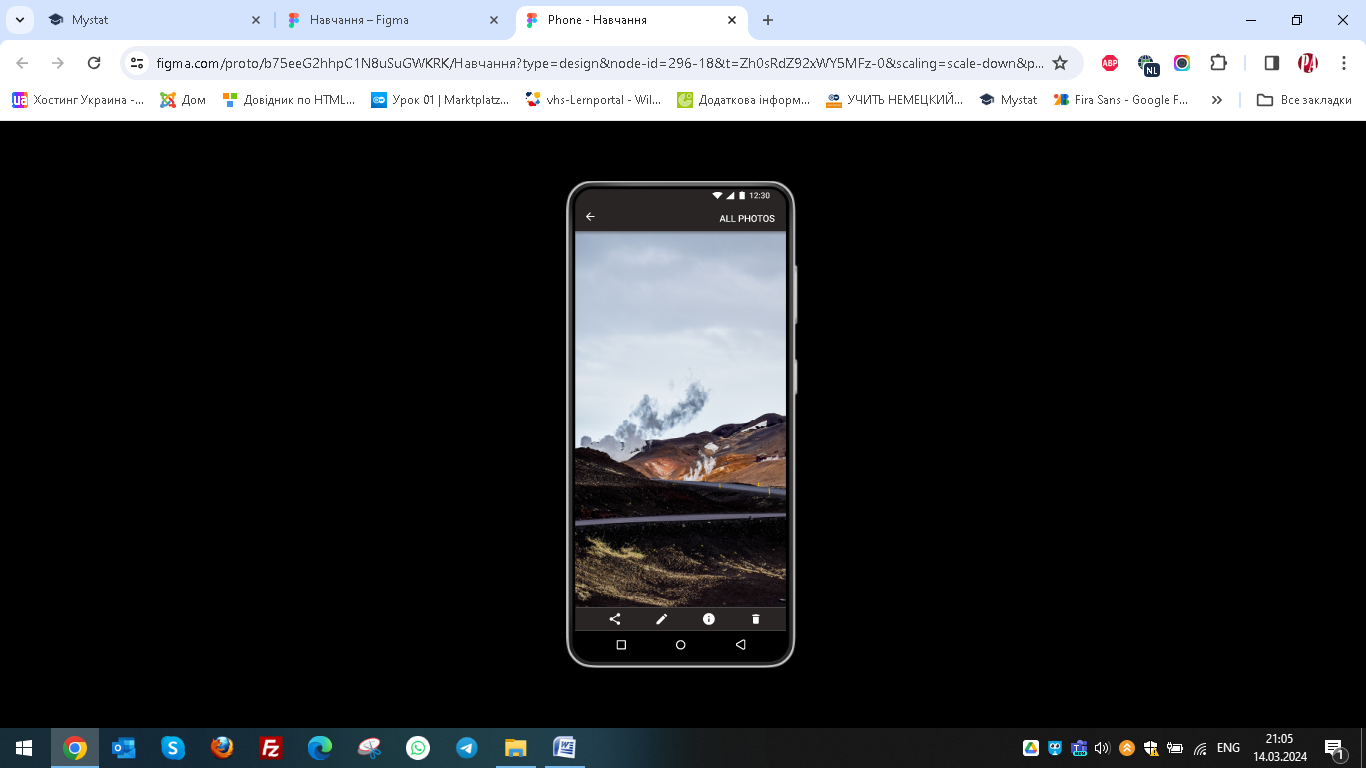 Mystat
Навчання – Figma
Phone - Навчання
figma.com/proto/b75eeG2hhpC1N8uSuGWKRK/Навчання?type=design&node-id=296-18&t=Zh0sRdZ92xWY5MFz-0&scaling=scale-down&p...
ABP
NL
ua Хостинг Украина -...
Дом
Довідник по HTML...
Урок 01 | Marktplatz...
vhs-Lernportal - Wil...
Додаткова інформ...
УЧИТЬ НЕМЕЦКИЙ...
Mystat
Fira Sans - Google F...
Все закладки
12:30
ALL PHOTOS
ENG
21:05
14.03.2024
1